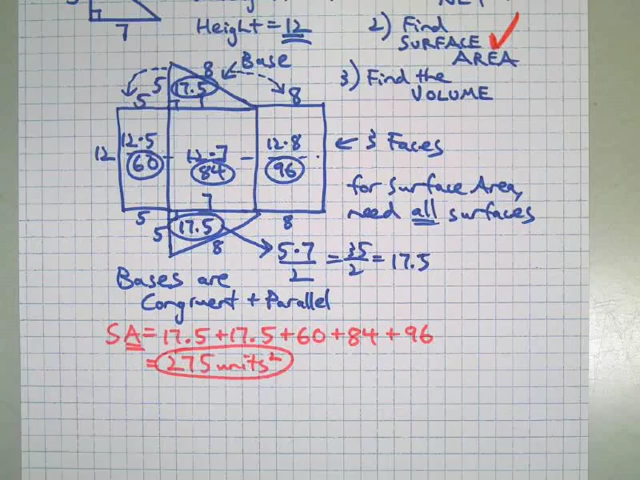 NET
7
Height = 12
2) Find
SURFACE
AREA
3) Find the
VOLUME
Base
5 8
17.5
5 7 8
12
12·5 12·7 12·8
60 84 96
← 3 Faces
7
for Surface Area,
need all surfaces
5 8
5 17.5
8
5·7/2 = 35/2 = 17.5
Bases are
Congruent + Parallel
SA = 17.5 + 17.5 + 60 + 84 + 96
= 275 units²